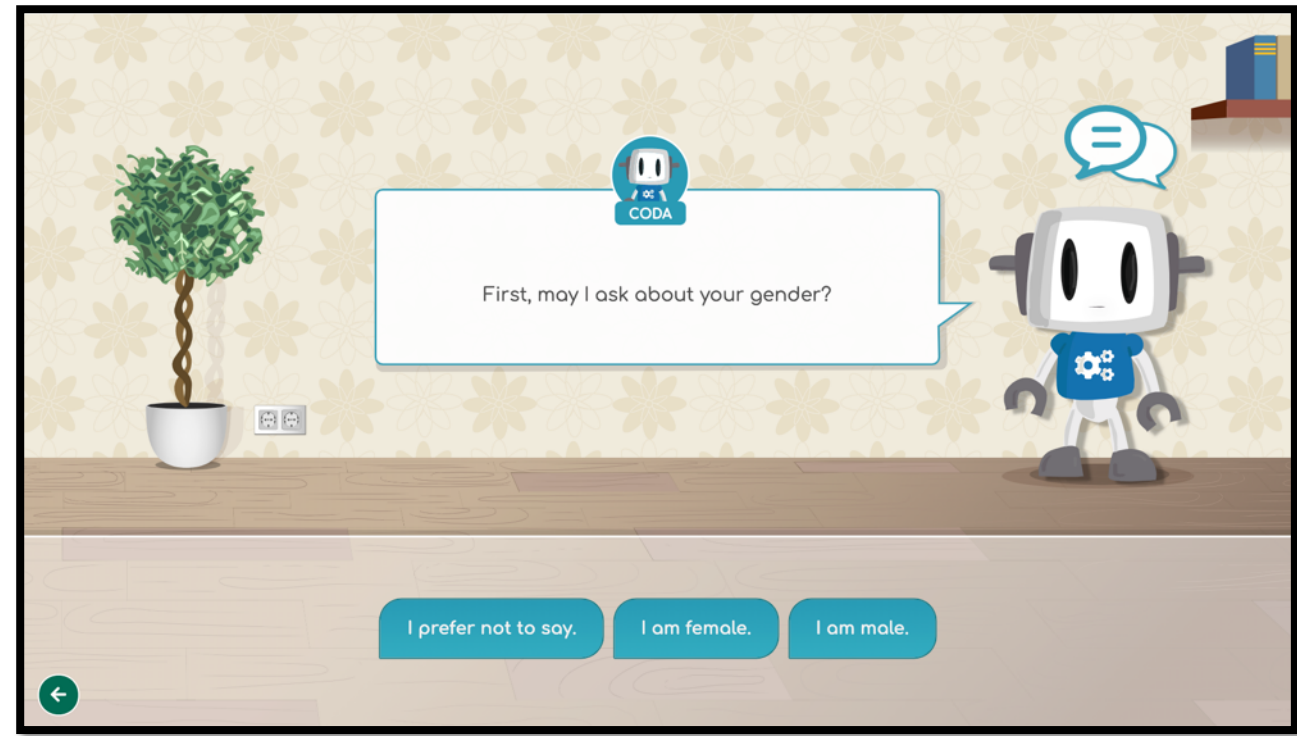 CODA
First, may I ask about your gender?
I prefer not to say.
I am female.
I am male.